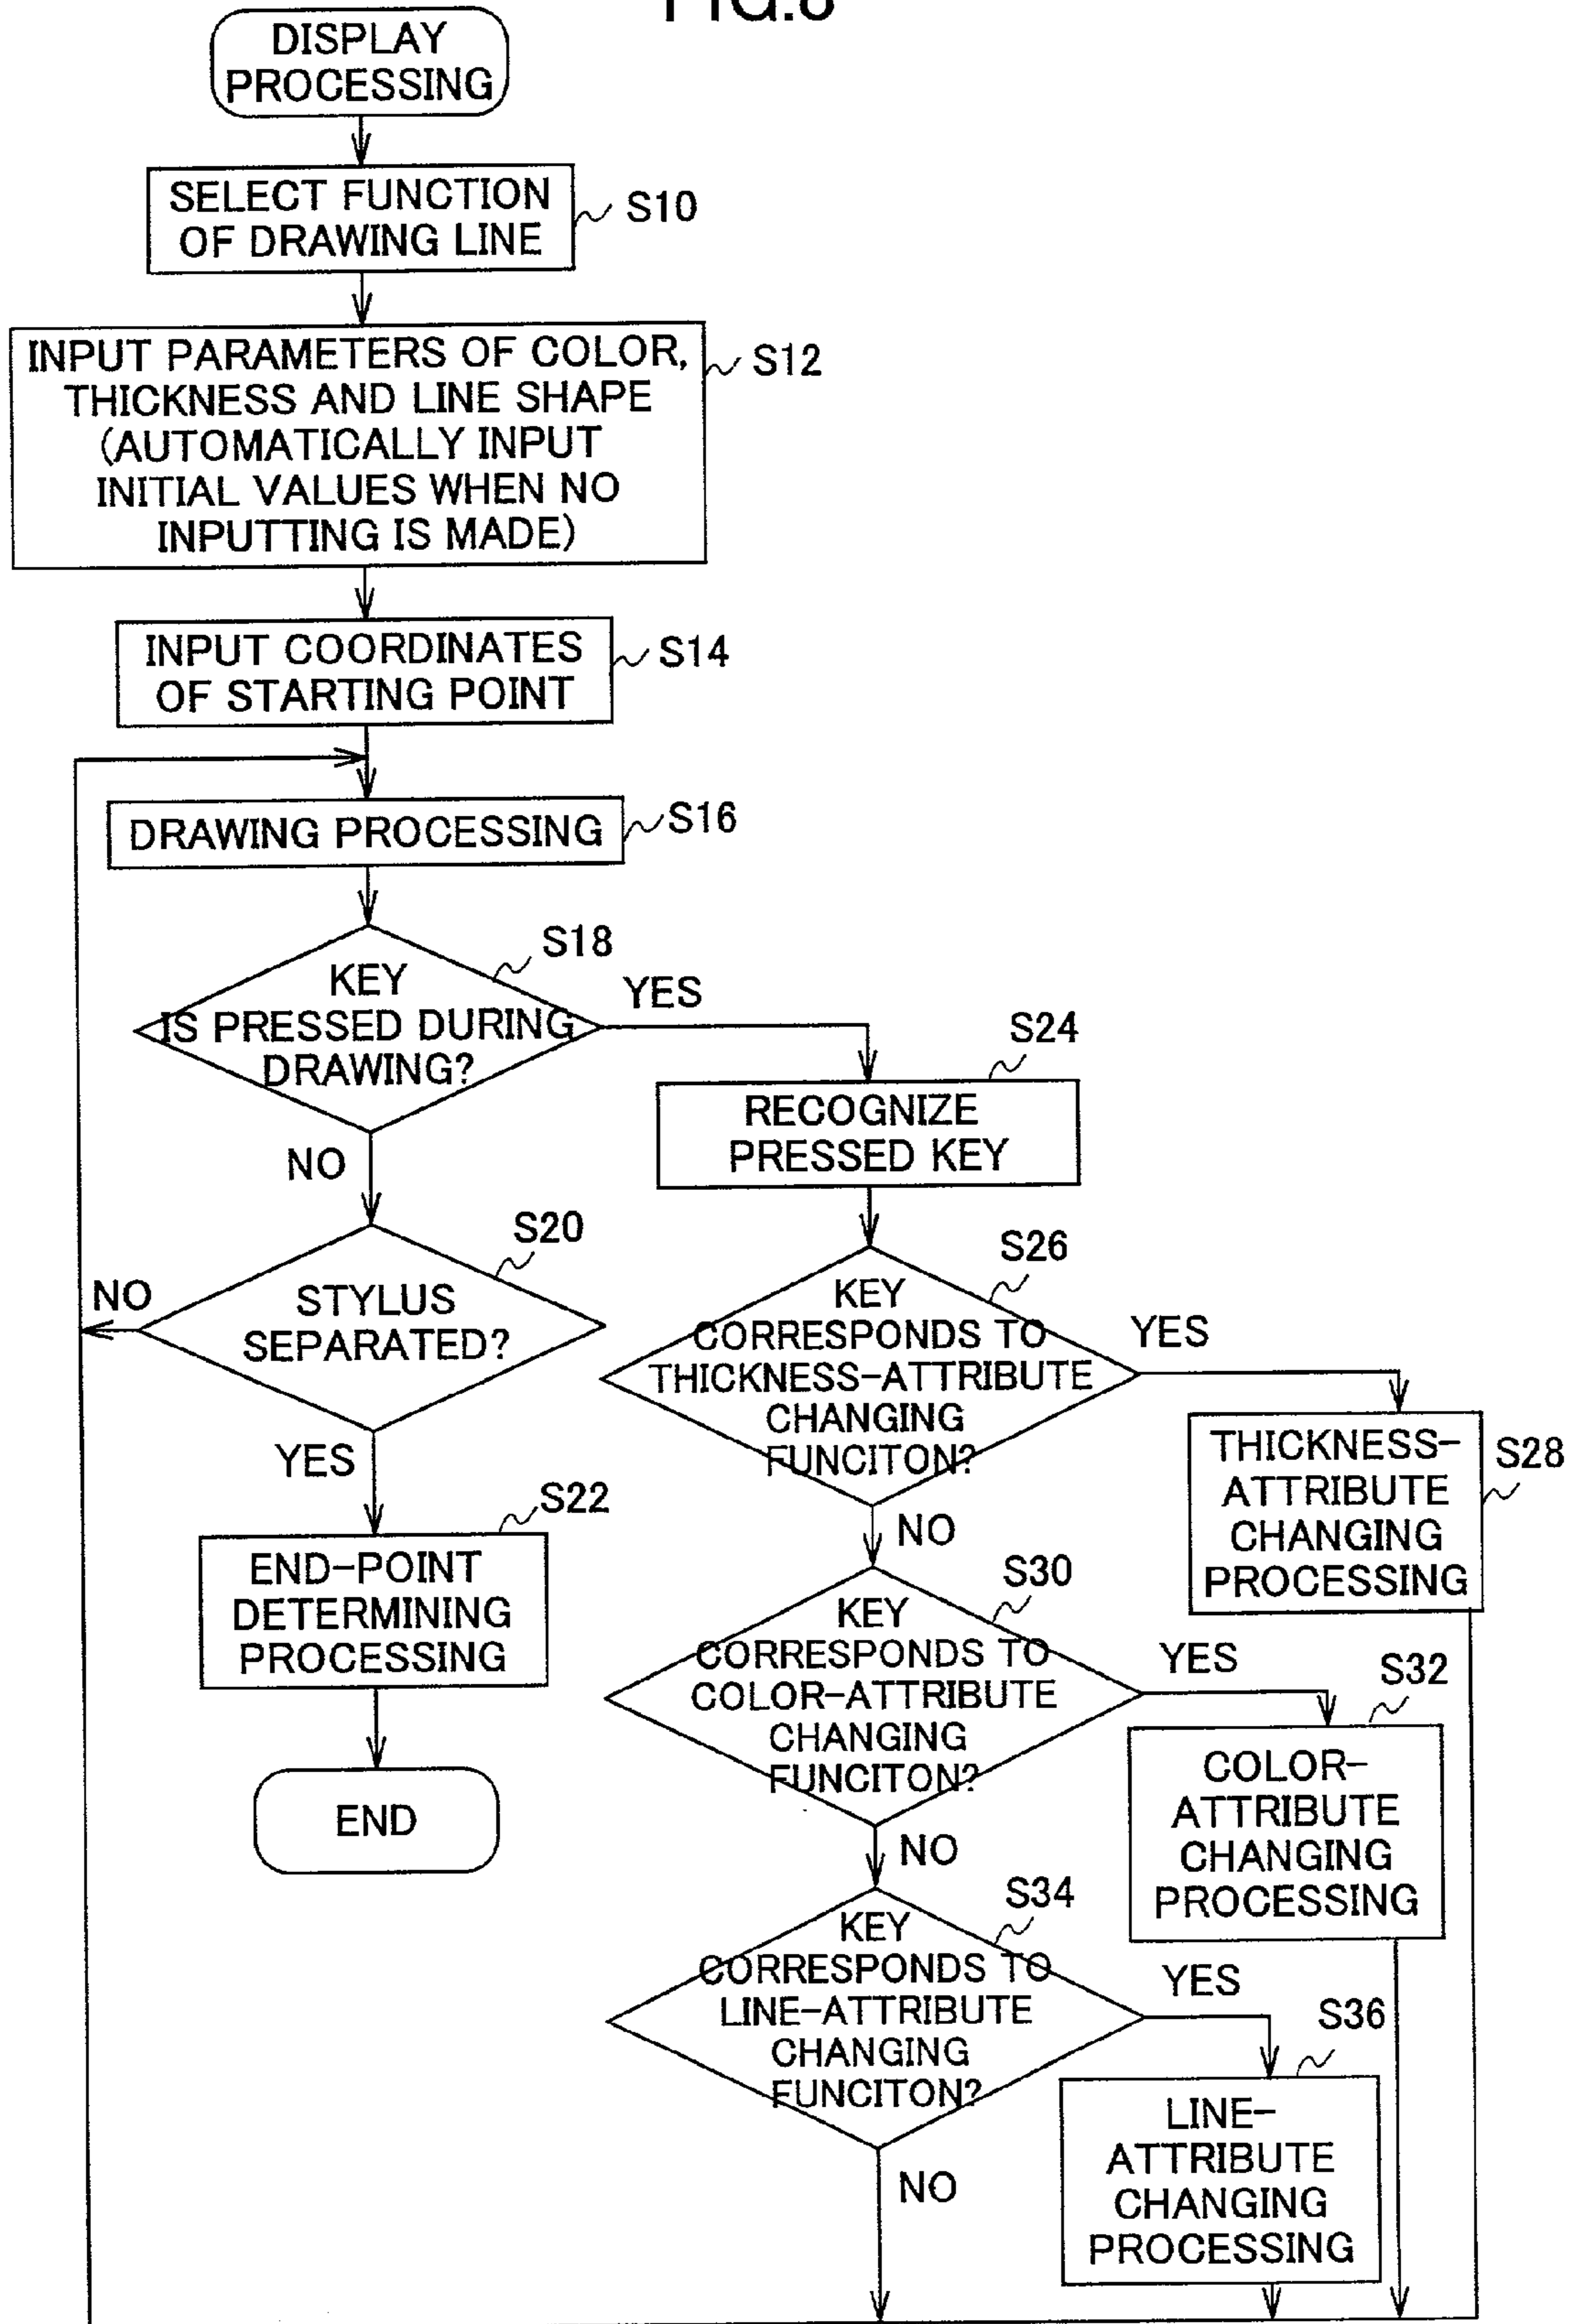 FIG.8
DISPLAY
PROCESSING
SELECT FUNCTION
OF DRAWING LINE
S10
INPUT PARAMETERS OF COLOR,
THICKNESS AND LINE SHAPE
(AUTOMATICALLY INPUT
INITIAL VALUES WHEN NO
INPUTTING IS MADE)
S12
INPUT COORDINATES
OF STARTING POINT
S14
DRAWING PROCESSING
S16
KEY
IS PRESSED DURING
DRAWING?
S18
YES
NO
STYLUS
SEPARATED?
S20
NO
YES
END-POINT
DETERMINING
PROCESSING
S22
END
RECOGNIZE
PRESSED KEY
S24
KEY
CORRESPONDS TO
THICKNESS-ATTRIBUTE
CHANGING
FUNCITON?
S26
YES
NO
THICKNESS-
ATTRIBUTE
CHANGING
PROCESSING
S28
KEY
CORRESPONDS TO
COLOR-ATTRIBUTE
CHANGING
FUNCITON?
S30
YES
NO
COLOR-
ATTRIBUTE
CHANGING
PROCESSING
S32
KEY
CORRESPONDS TO
LINE-ATTRIBUTE
CHANGING
FUNCITON?
S34
YES
NO
LINE-
ATTRIBUTE
CHANGING
PROCESSING
S36